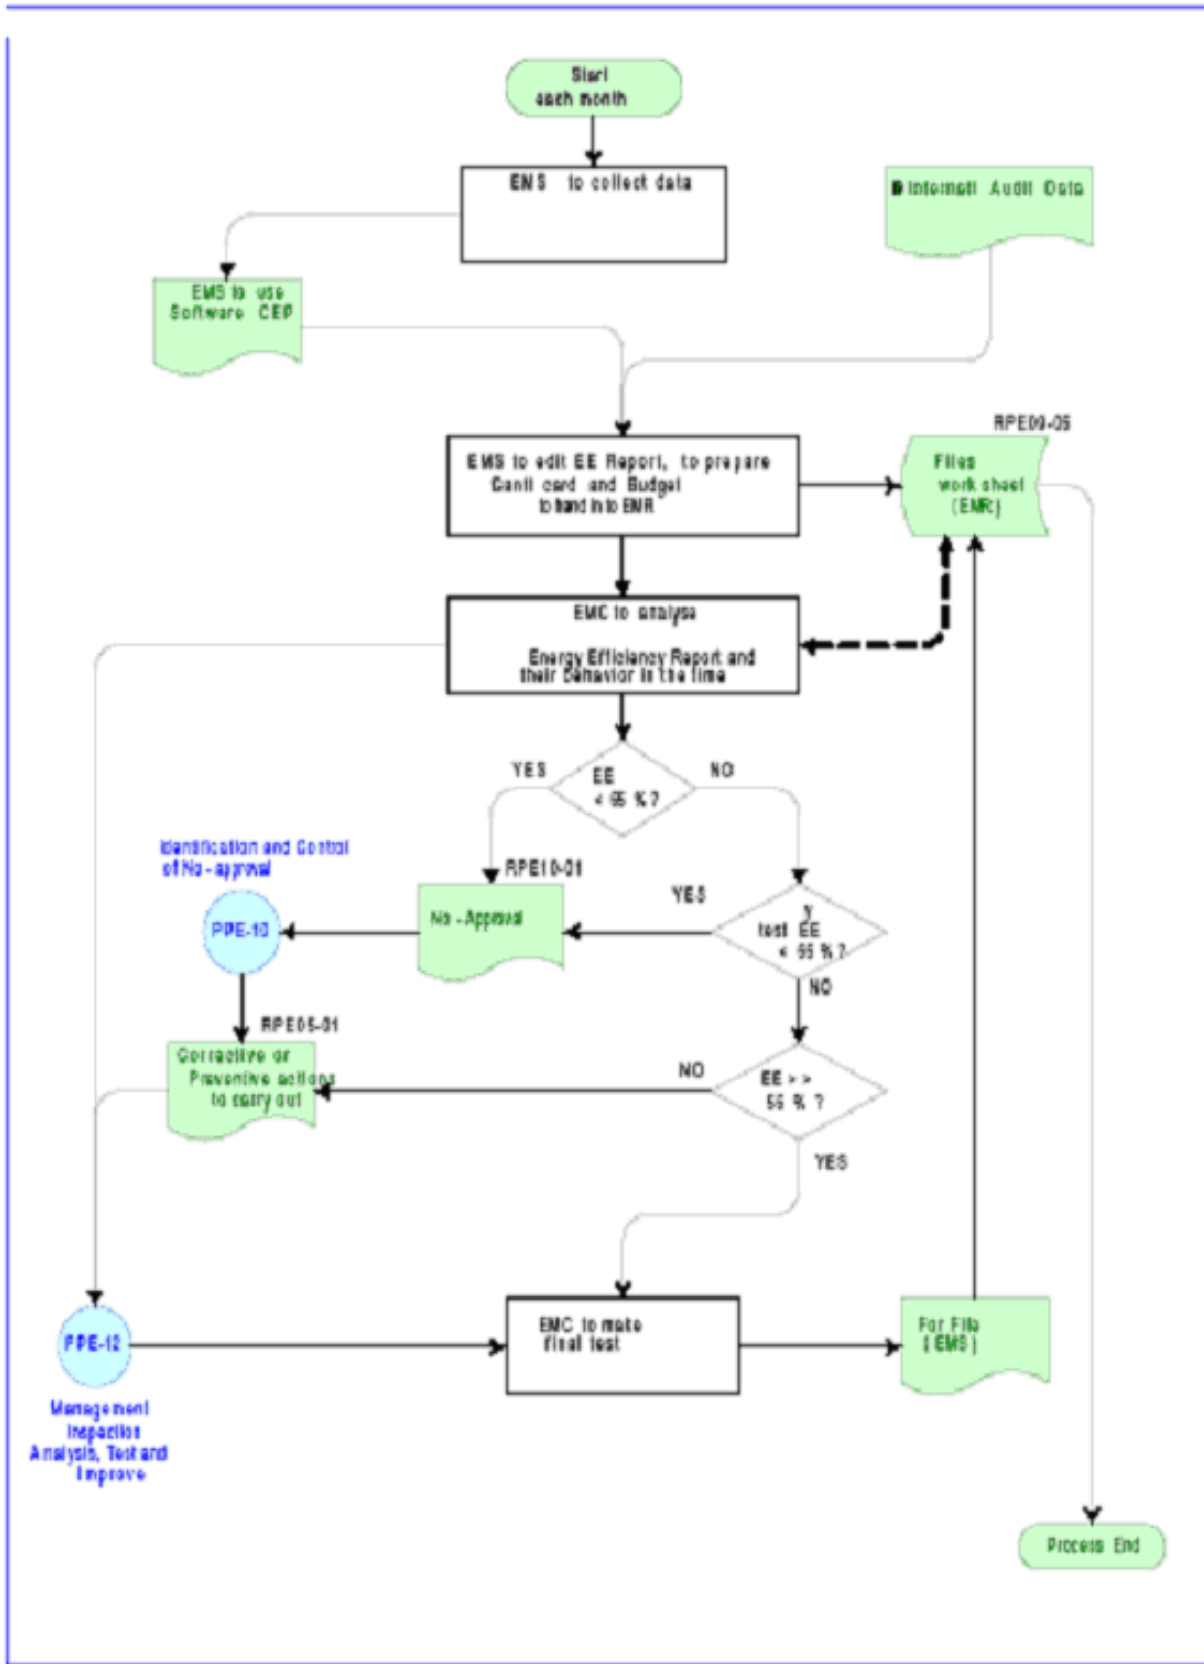 Start
each month
EMS to collect data
Internatl Audit Data
EMS to use
Software CEP
RPE09-05
EMS to edit EE Report, to prepare
Gantt card and Budget
to hand in to EMR
Files
work sheet
(EMR)
EMC to analyse
Energy Efficiency Report and
their behavior in the time
YES
EE
NO
Identification and Control
of No-approval
RPE10-01
No-Approval
YES
PPE-10
y
test EE
NO
RPE05-01
Corrective or
Preventive actions
to carry out
NO
EE >>
YES
PPE-12
EMC to make
final test
For File
(EMS)
Management
Inspection
Analysis, Test and
Improve
Process End